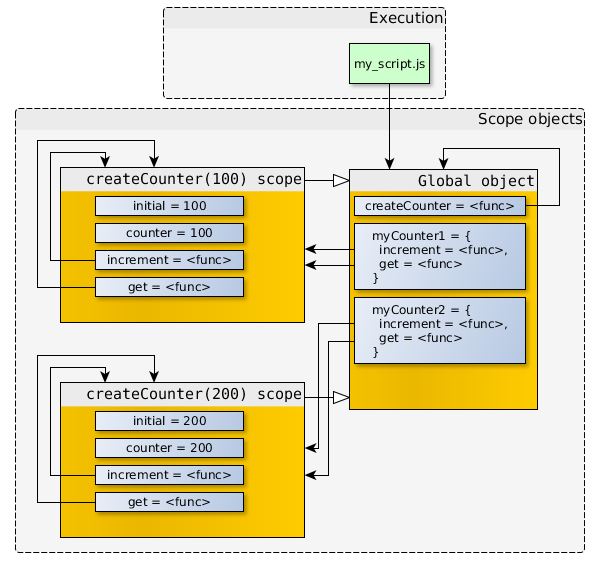 Execution
my_script.js
Scope objects
createCounter(100) scope
initial = 100
counter = 100
increment = <func>
get = <func>
Global object
createCounter = <func>
myCounter1 = {
increment = <func>,
get = <func>
}
myCounter2 = {
increment = <func>,
get = <func>
}
createCounter(200) scope
initial = 200
counter = 200
increment = <func>
get = <func>